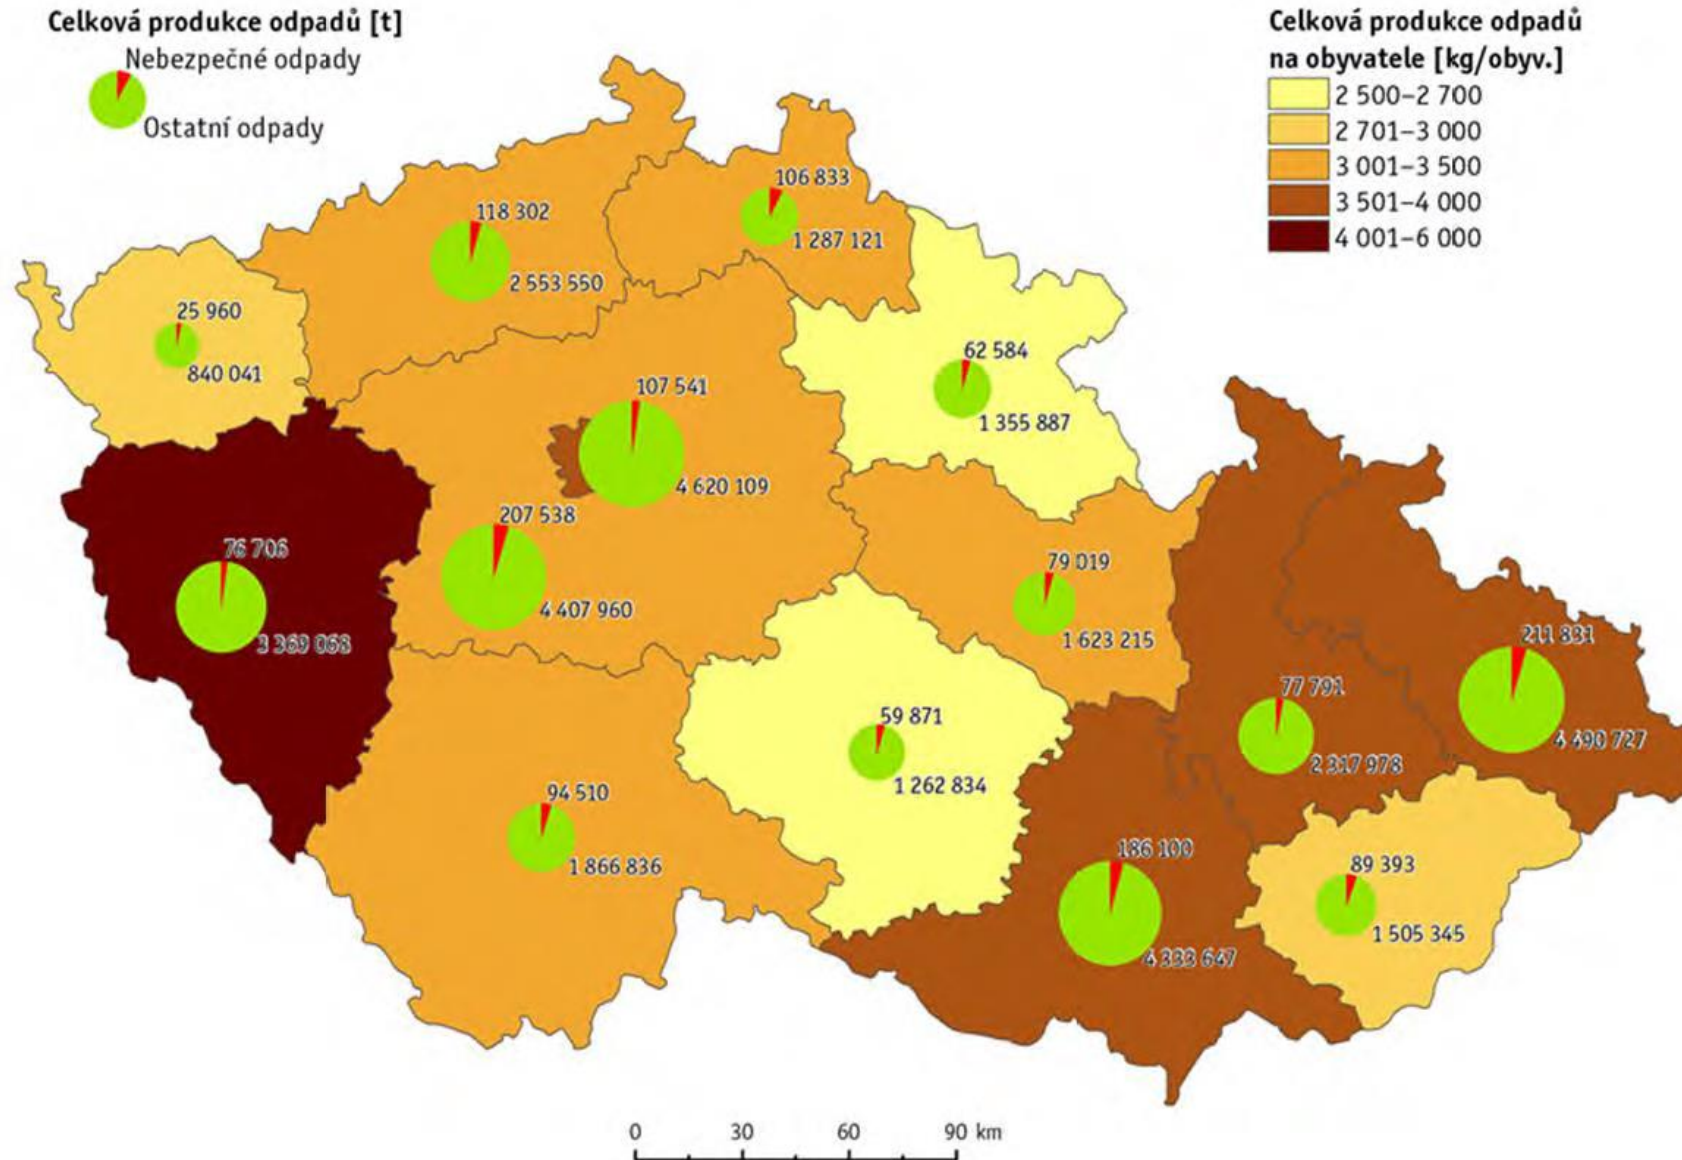 Celková produkce odpadů [t]
Nebezpečné odpady
Ostatní odpady
Celková produkce odpadů
na obyvatele [kg/obyv.]
2 500–2 700
2 701–3 000
3 001–3 500
3 501–4 000
4 001–6 000
106 833
1 287 121
118 302
2 553 550
25 960
840 041
62 584
1 355 887
107 541
4 620 109
207 538
4 407 960
76 706
3 369 068
79 019
1 623 215
211 831
4 490 727
77 791
2 317 978
59 871
1 262 834
94 510
1 866 836
186 100
4 333 647
89 393
1 505 345
0 30 60 90 km